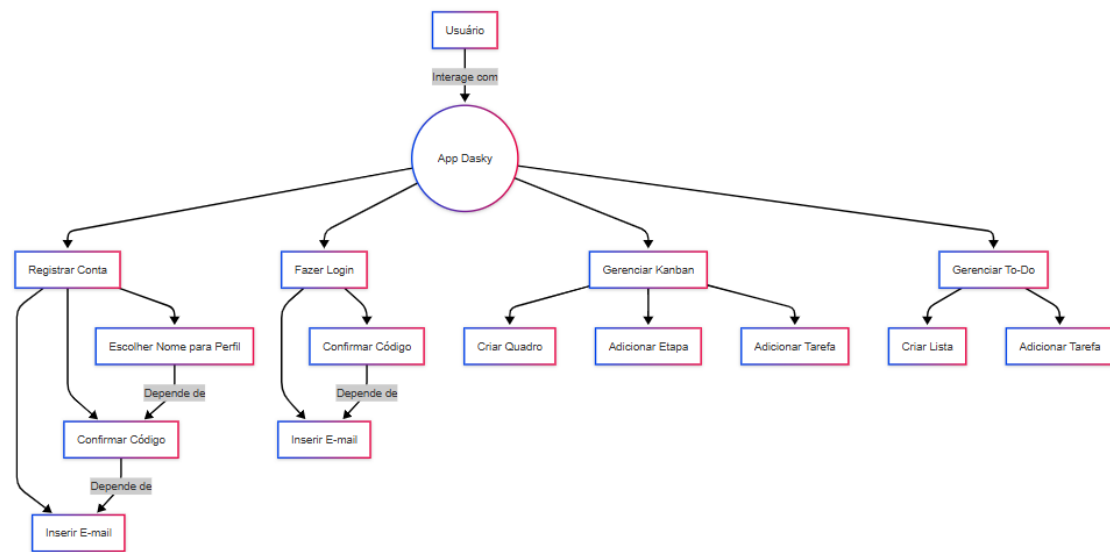 Usuário
Interage com
App Dasky
Registrar Conta
Fazer Login
Gerenciar Kanban
Gerenciar To-Do
Escolher Nome para Perfil
Confirmar Código
Criar Quadro
Adicionar Etapa
Adicionar Tarefa
Criar Lista
Adicionar Tarefa
Depende de
Depende de
Confirmar Código
Inserir E-mail
Depende de
Inserir E-mail